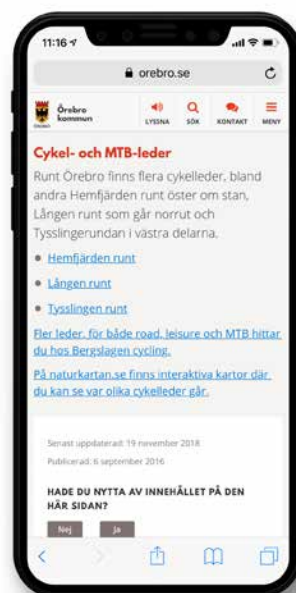 11:16
orebro.se
Örebro
kommun
LYSSNA
SÖK
KONTAKT
MENY
Cykel- och MTB-leder
Runt Örebro finns flera cykelleder, bland
andra Hemfjärden runt öster om stan,
Lången runt som går norrut och
Tysslingerundan i västra delarna.
Hemfjärden runt
Lången runt
Tysslingen runt
Fler leder, för både road, leisure och MTB hittar
du hos Bergslagen cycling.
På naturkartan.se finns interaktiva kartor där
du kan se var olika cykelleder går.
Senast uppdaterad: 19 november 2018
Publicerad: 6 september 2016
HADE DU NYTTA AV INNEHÅLLET PÅ DEN
HÄR SIDAN?
Nej
Ja